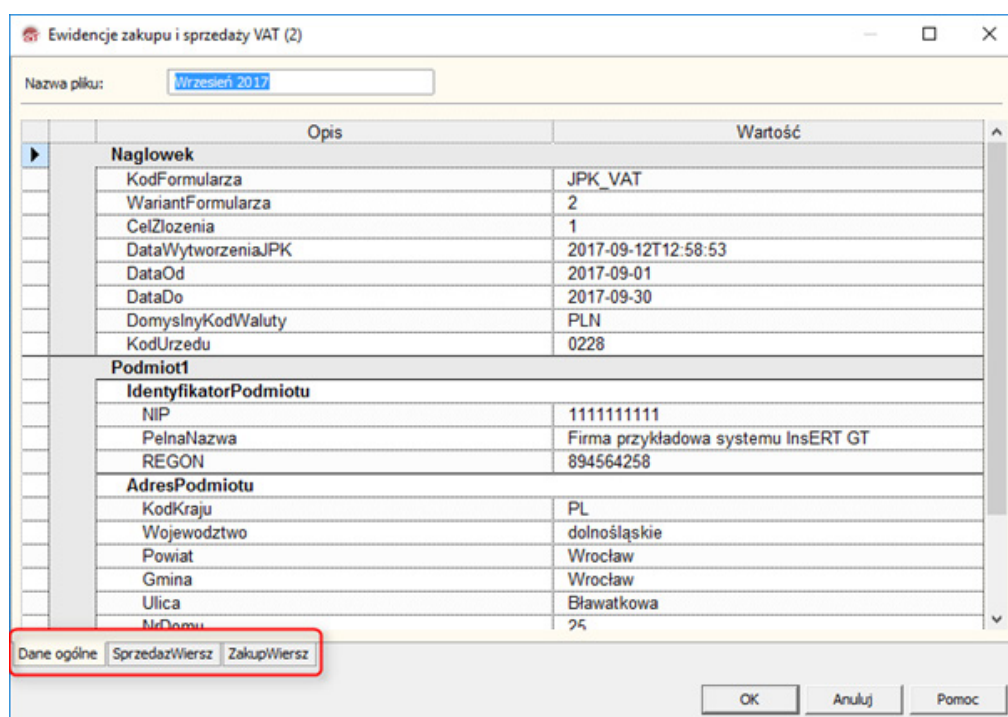 Ewidencje zakupu i sprzedaży VAT (2)
Nazwa pliku: Wrzesień 2017
Opis Wartość
Naglowek
KodFormularza JPK_VAT
WariantFormularza 2
CelZlozenia 1
DataWytworzeniaJPK 2017-09-12T12:58:53
DataOd 2017-09-01
DataDo 2017-09-30
DomyslnyKodWaluty PLN
KodUrzedu 0228
Podmiot1
IdentyfikatorPodmiotu
NIP 1111111111
PelnaNazwa Firma przykładowa systemu InsERT GT
REGON 894564258
AdresPodmiotu
KodKraju PL
Wojewodztwo dolnośląskie
Powiat Wrocław
Gmina Wrocław
Ulica Bławatkowa
NrDomu 25
Dane ogólne SprzedazWiersz ZakupWiersz
OK Anuluj Pomoc